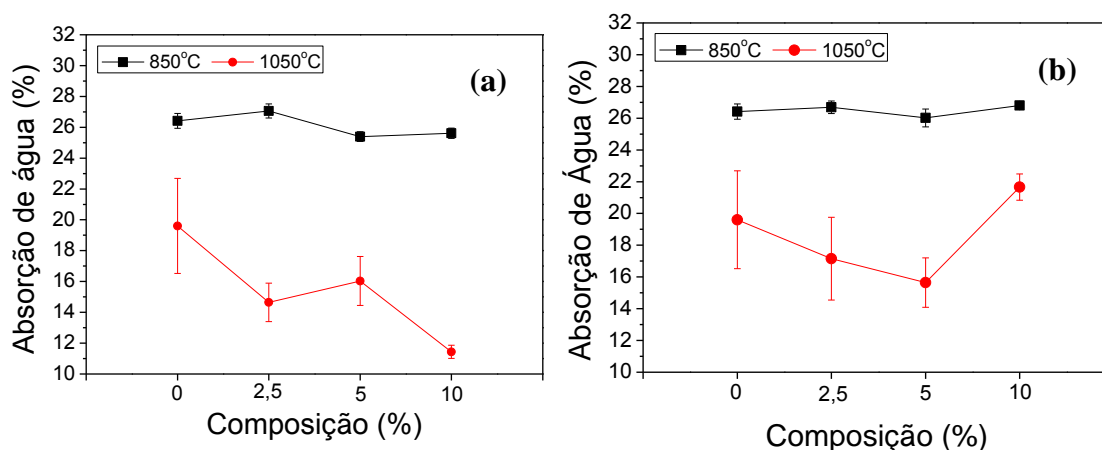 850°C 1050°C
(a)
Absorção de água (%)
32
30
28
26
24
22
20
18
16
14
12
10
0 2,5 5 10
Composição (%)
850°C 1050°C
(b)
Absorção de Água (%)
32
30
28
26
24
22
20
18
16
14
12
10
0 2,5 5 10
Composição (%)